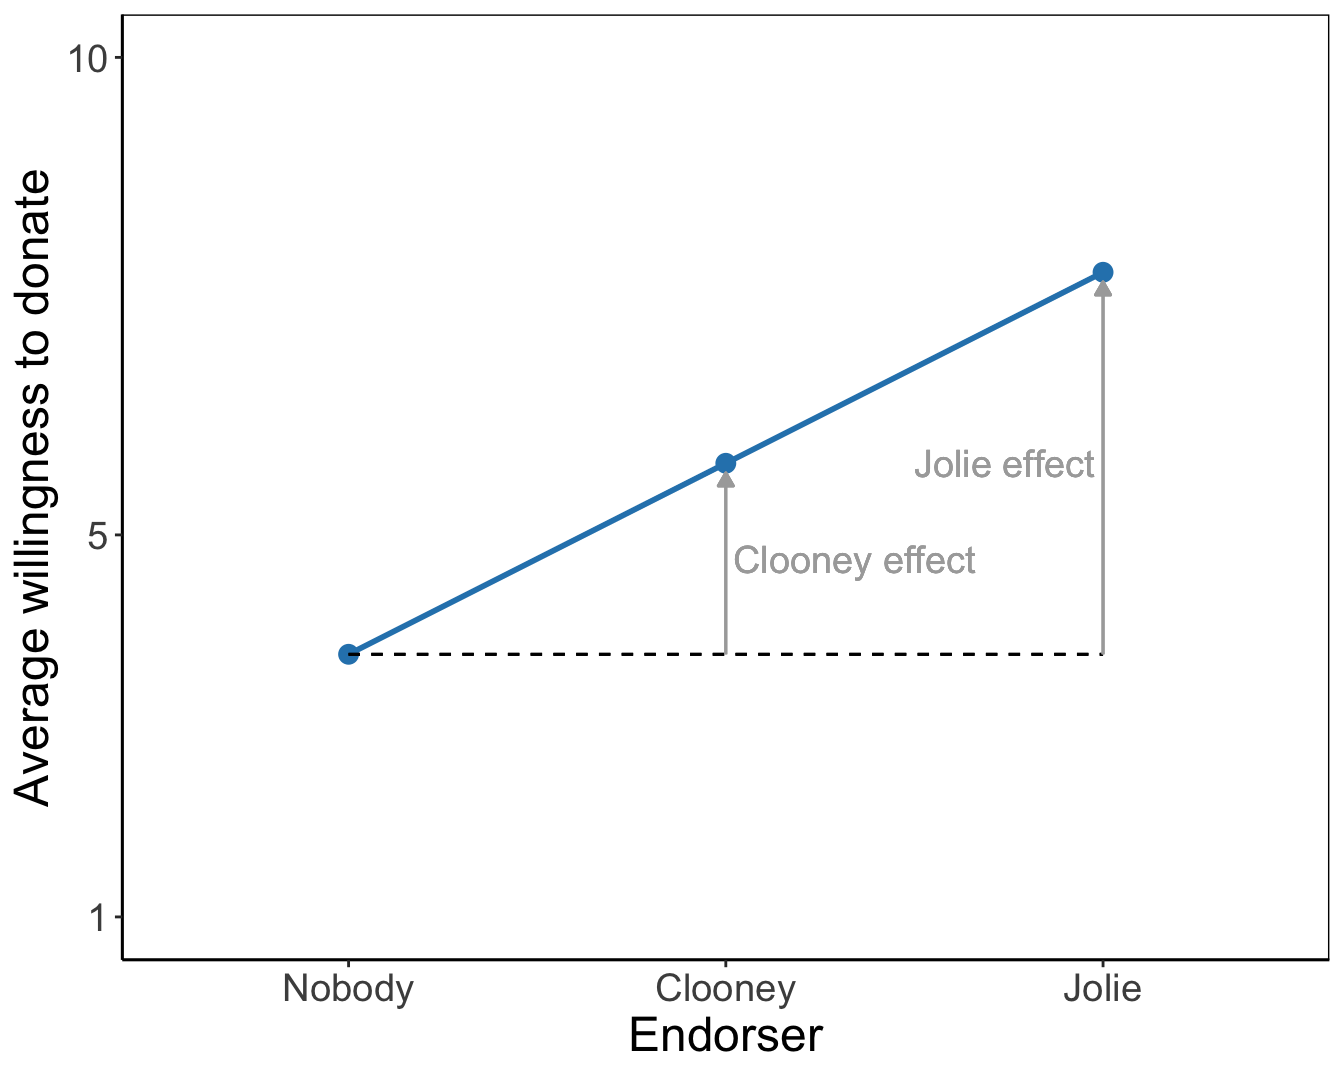 Average willingness to donate
10
5
1
Jolie effect
Clooney effect
Nobody
Clooney
Jolie
Endorser